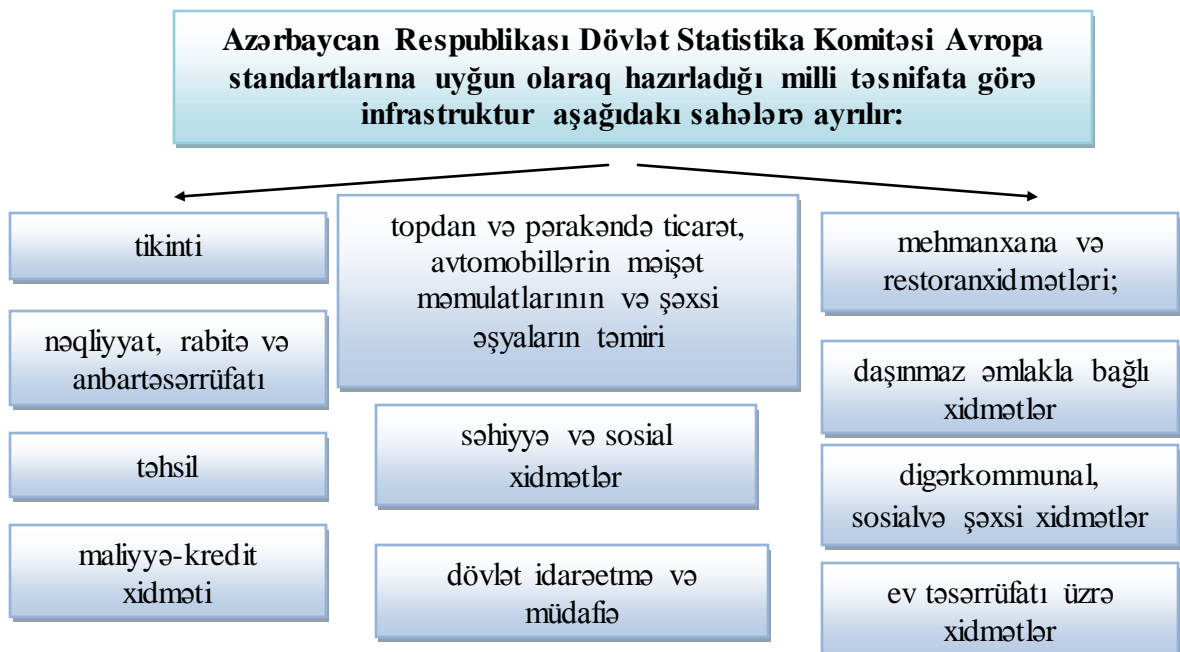 Azərbaycan Respublikası Dövlət Statistika Komitəsi Avropa
standartlarına uyğun olaraq hazırladığı milli təsnifata görə
infrastruktur aşağıdakı sahələrə ayrılır:
tikinti
nəqliyyat, rabitə və
anbartəsərrüfatı
təhsil
maliyyə-kredit
xidməti
topdan və pərakəndə ticarət,
avtomobillərin məişət
məmulatlarının və şəxsi
əşyaların təmiri
səhiyyə və sosial
xidmətlər
dövlət idarəetmə və
müdafiə
mehmanxana və
restoranxidmətləri;
daşınmaz əmlakla bağlı
xidmətlər
digərkommunal,
sosialvə şəxsi xidmətlər
ev təsərrüfatı üzrə
xidmətlər